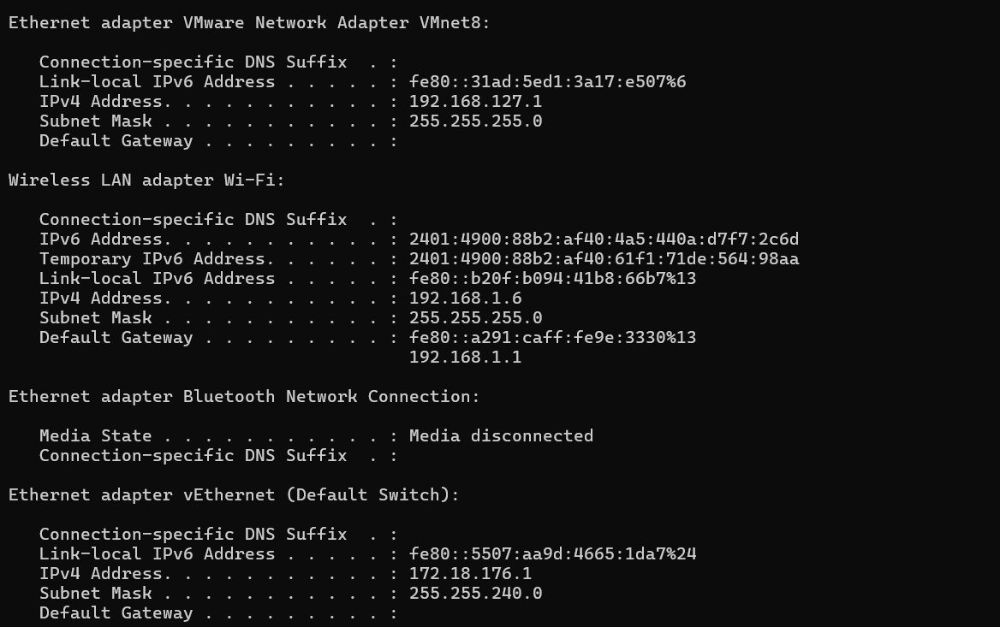 Ethernet adapter VMware Network Adapter VMnet8:
Connection-specific DNS Suffix  . :
Link-local IPv6 Address . . . . . : fe80::31ad:5ed1:3a17:e507%6
IPv4 Address. . . . . . . . . . . : 192.168.127.1
Subnet Mask . . . . . . . . . . . : 255.255.255.0
Default Gateway . . . . . . . . . :
Wireless LAN adapter Wi-Fi:
Connection-specific DNS Suffix  . :
IPv6 Address. . . . . . . . . . . : 2401:4900:88b2:af40:4a5:440a:d7f7:2c6d
Temporary IPv6 Address. . . . . . : 2401:4900:88b2:af40:61f1:71de:564:98aa
Link-local IPv6 Address . . . . . : fe80::b20f:b094:41b8:66b7%13
IPv4 Address. . . . . . . . . . . : 192.168.1.6
Subnet Mask . . . . . . . . . . . : 255.255.255.0
Default Gateway . . . . . . . . . : fe80::a291:caff:fe9e:3330%13
192.168.1.1
Ethernet adapter Bluetooth Network Connection:
Media State . . . . . . . . . . . : Media disconnected
Connection-specific DNS Suffix  . :
Ethernet adapter vEthernet (Default Switch):
Connection-specific DNS Suffix  . :
Link-local IPv6 Address . . . . . : fe80::5507:aa9d:4665:1da7%24
IPv4 Address. . . . . . . . . . . : 172.18.176.1
Subnet Mask . . . . . . . . . . . : 255.255.240.0
Default Gateway . . . . . . . . . :